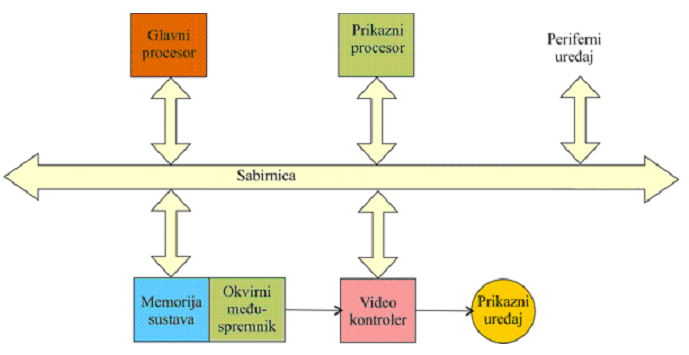 Glavni
procesor
Prikazni
procesor
Periferni
uređaj
Sabirnica
Memorija
sustava
Okvirni
među-
spremnik
Video
kontroler
Prikazni
uređaj